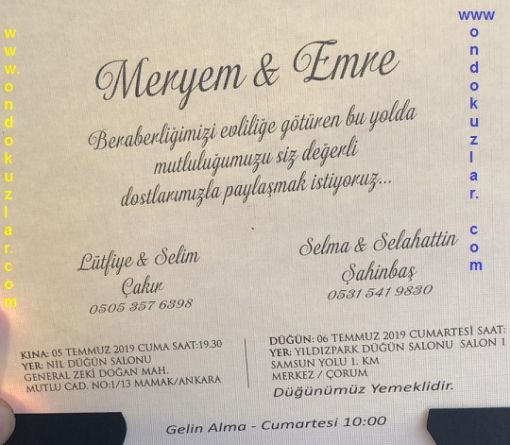 www.ondokuzlar.com
www ondokuzlar. com
Meryem & Emre
Beraberliğimizi evliliğe götüren bu yolda
mutluluğumuzu siz değerli
dostlarımızla paylaşmak istiyoruz...
Lütfiye & Selim
Çakır
0505 357 6398
Selma & Selahattin
Şahinbaş
0531 541 9830
KINA: 05 TEMMUZ 2019 CUMA SAAT:19.30
YER: NİL DÜĞÜN SALONU
GENERAL ZEKİ DOĞAN MAH.
MUTLU CAD. NO:1/13 MAMAK/ANKARA
DÜĞÜN: 06 TEMMUZ 2019 CUMARTESİ SAAT:
YER: YILDIZPARK DÜĞÜN SALONU SALON 1
SAMSUN YOLU 1. KM
MERKEZ / ÇORUM
Düğünümüz Yemeklidir.
Gelin Alma - Cumartesi 10:00